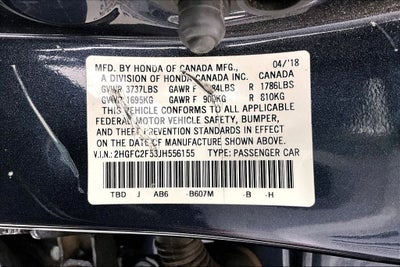 MFD. BY HONDA OF CANADA MFG., 04/'18
A DIVISION OF HONDA CANADA INC. CANADA
GVWR 3737LBS GAWR F R 1786LBS
GVWR 1695KG GAWR F R 810KG
THIS VEHICLE CONFORMS TO ALL APPLICABLE
FEDERAL MOTOR VEHICLE SAFETY, BUMPER,
AND THEFT PREVENTION STANDARDS IN EFFECT
ON THE DATE OF MANUFACTURE SHOWN ABOVE.
V.I.N.: 2HGFC2F53JH556155 TYPE: PASSENGER CAR
TBD J AB6 -B607M -B -H